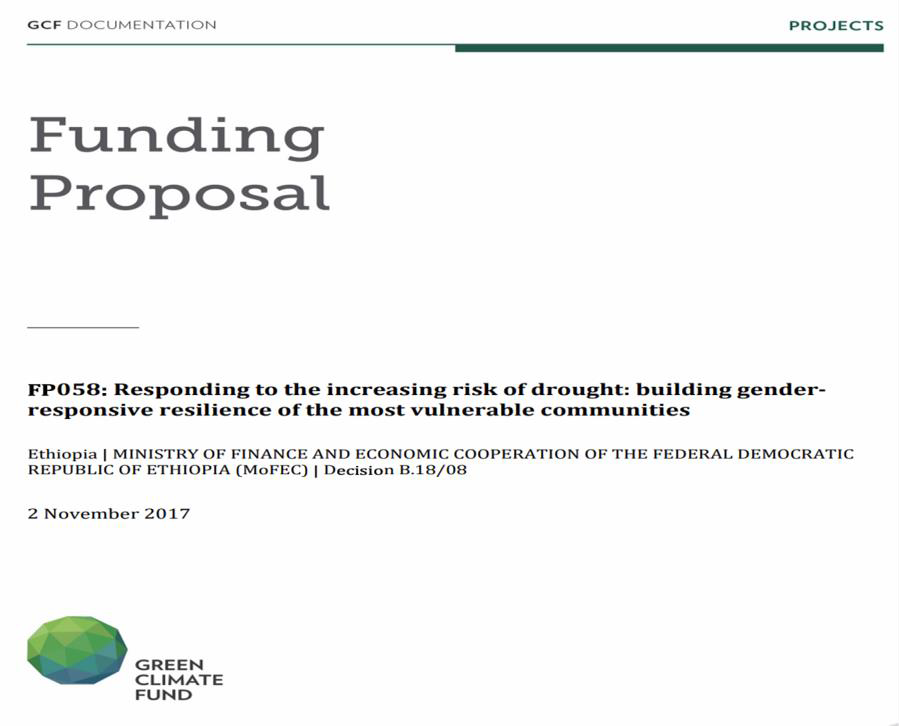 GCF DOCUMENTATION
PROJECTS
Funding
Proposal
FP058: Responding to the increasing risk of drought: building gender-
responsive resilience of the most vulnerable communities
Ethiopia | MINISTRY OF FINANCE AND ECONOMIC COOPERATION OF THE FEDERAL DEMOCRATIC
REPUBLIC OF ETHIOPIA (MoFEC) | Decision B.18/08
2 November 2017
GREEN
CLIMATE
FUND